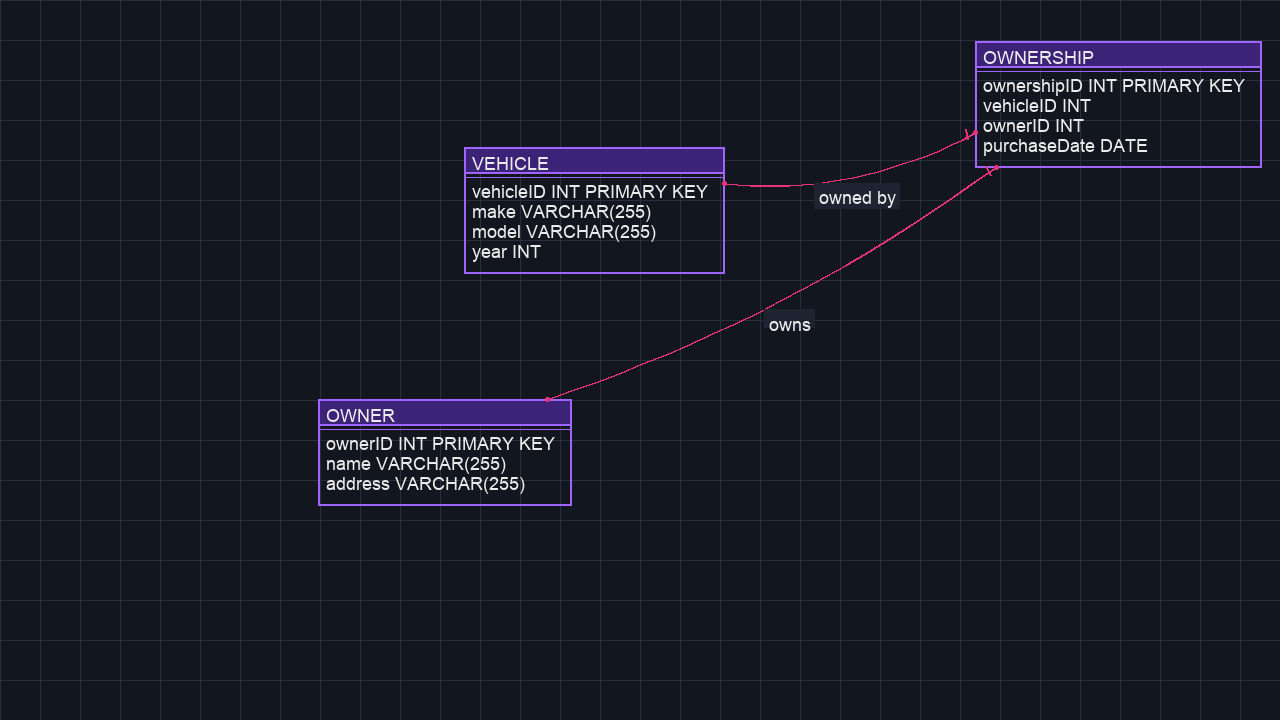 OWNERSHIP
ownershipID INT PRIMARY KEY
vehicleID INT
ownerID INT
purchaseDate DATE
VEHICLE
vehicleID INT PRIMARY KEY
make VARCHAR(255)
model VARCHAR(255)
year INT
owned by
owns
OWNER
ownerID INT PRIMARY KEY
name VARCHAR(255)
address VARCHAR(255)